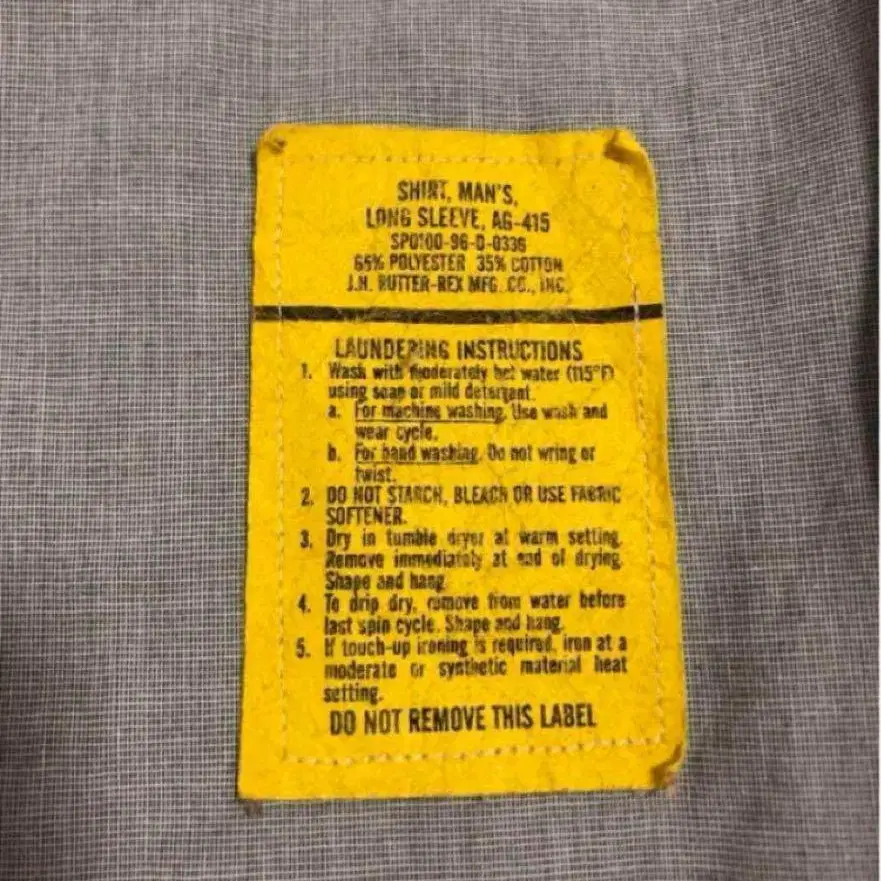 SHIRT, MAN'S,
LONG SLEEVE, AG-415
SPO100-96-D-0336
65% POLYESTER 35% COTTON
J.H. RUTTER-REX MFG. CO., INC.
LAUNDERING INSTRUCTIONS
1. Wash with moderately hot water (115°F)
using soap or mild detergent.
a. For machine washing. Use wash and
wear cycle.
b. For hand washing. Do not wring or
twist.
2. DO NOT STARCH, BLEACH OR USE FABRIC
SOFTENER.
3. Dry in tumble dryer at warm setting.
Remove immediately at end of drying.
Shape and hang.
4. To drip dry, remove from water before
last spin cycle. Shape and hang.
5. If touch-up ironing is required, iron at a
moderate or synthetic material heat
setting.
DO NOT REMOVE THIS LABEL